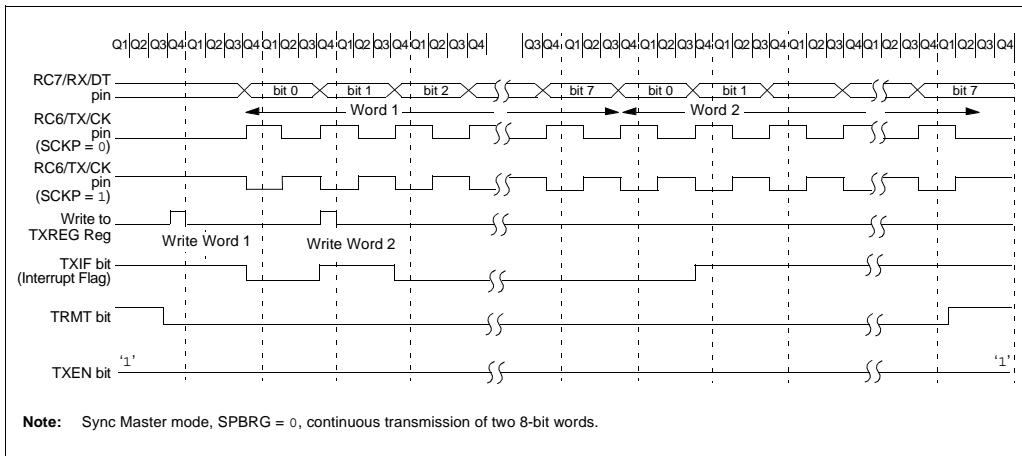 Q1 Q2 Q3 Q4 Q1 Q2 Q3 Q4 Q1 Q2 Q3 Q4 Q1 Q2 Q3 Q4 Q1 Q2 Q3 Q4 Q3 Q4 Q1 Q2 Q3 Q4 Q1 Q2 Q3 Q4 Q1 Q2 Q3 Q4 Q1 Q2 Q3 Q4 Q1 Q2 Q3 Q4
RC7/RX/DT
pin
bit 0 bit 1 bit 2 bit 7 bit 0 bit 1 bit 7
Word 1 Word 2
RC6/TX/CK
pin
(SCKP = 0)
RC6/TX/CK
pin
(SCKP = 1)
Write to
TXREG Reg
Write Word 1 Write Word 2
TXIF bit
(Interrupt Flag)
TRMT bit
‘1’ ‘1’
TXEN bit
Note: Sync Master mode, SPBRG = 0, continuous transmission of two 8-bit words.